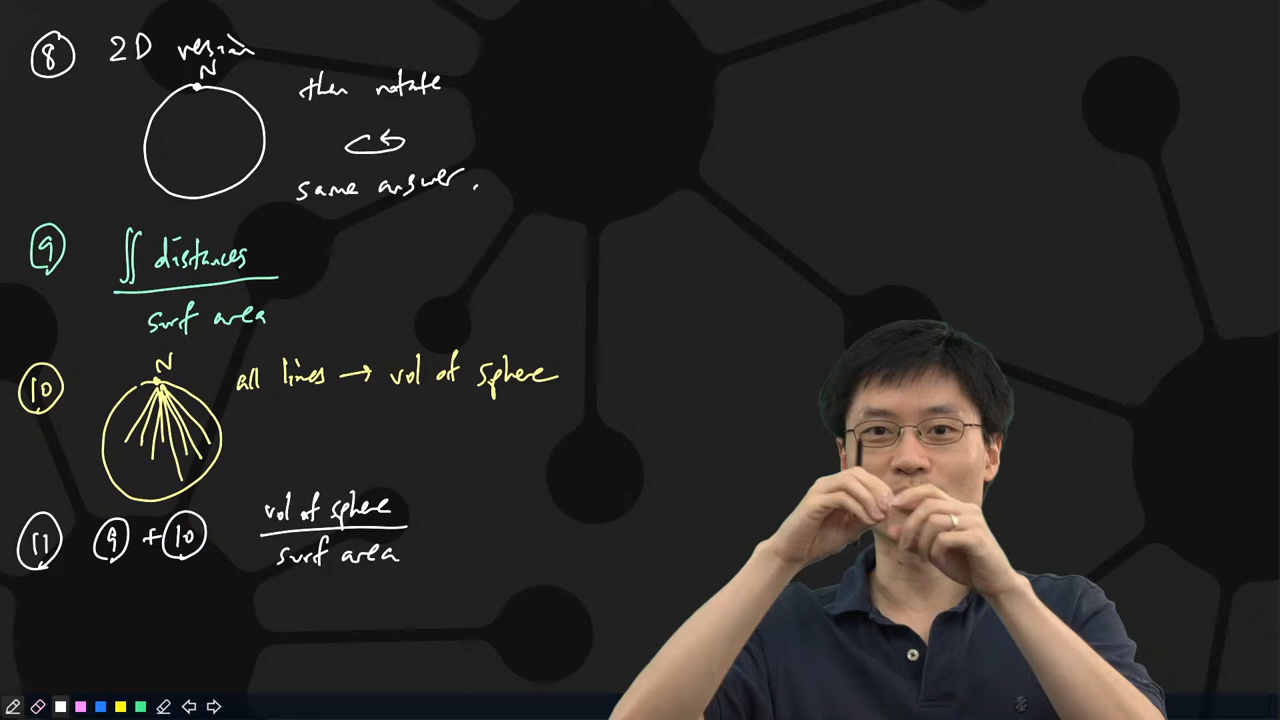 ⑧ 2D version
N
then rotate
same answer.
⑨ ∬ distances
surf area
N
⑩ all lines → vol of sphere
⑪ ⑨ + ⑩ vol of sphere
surf area